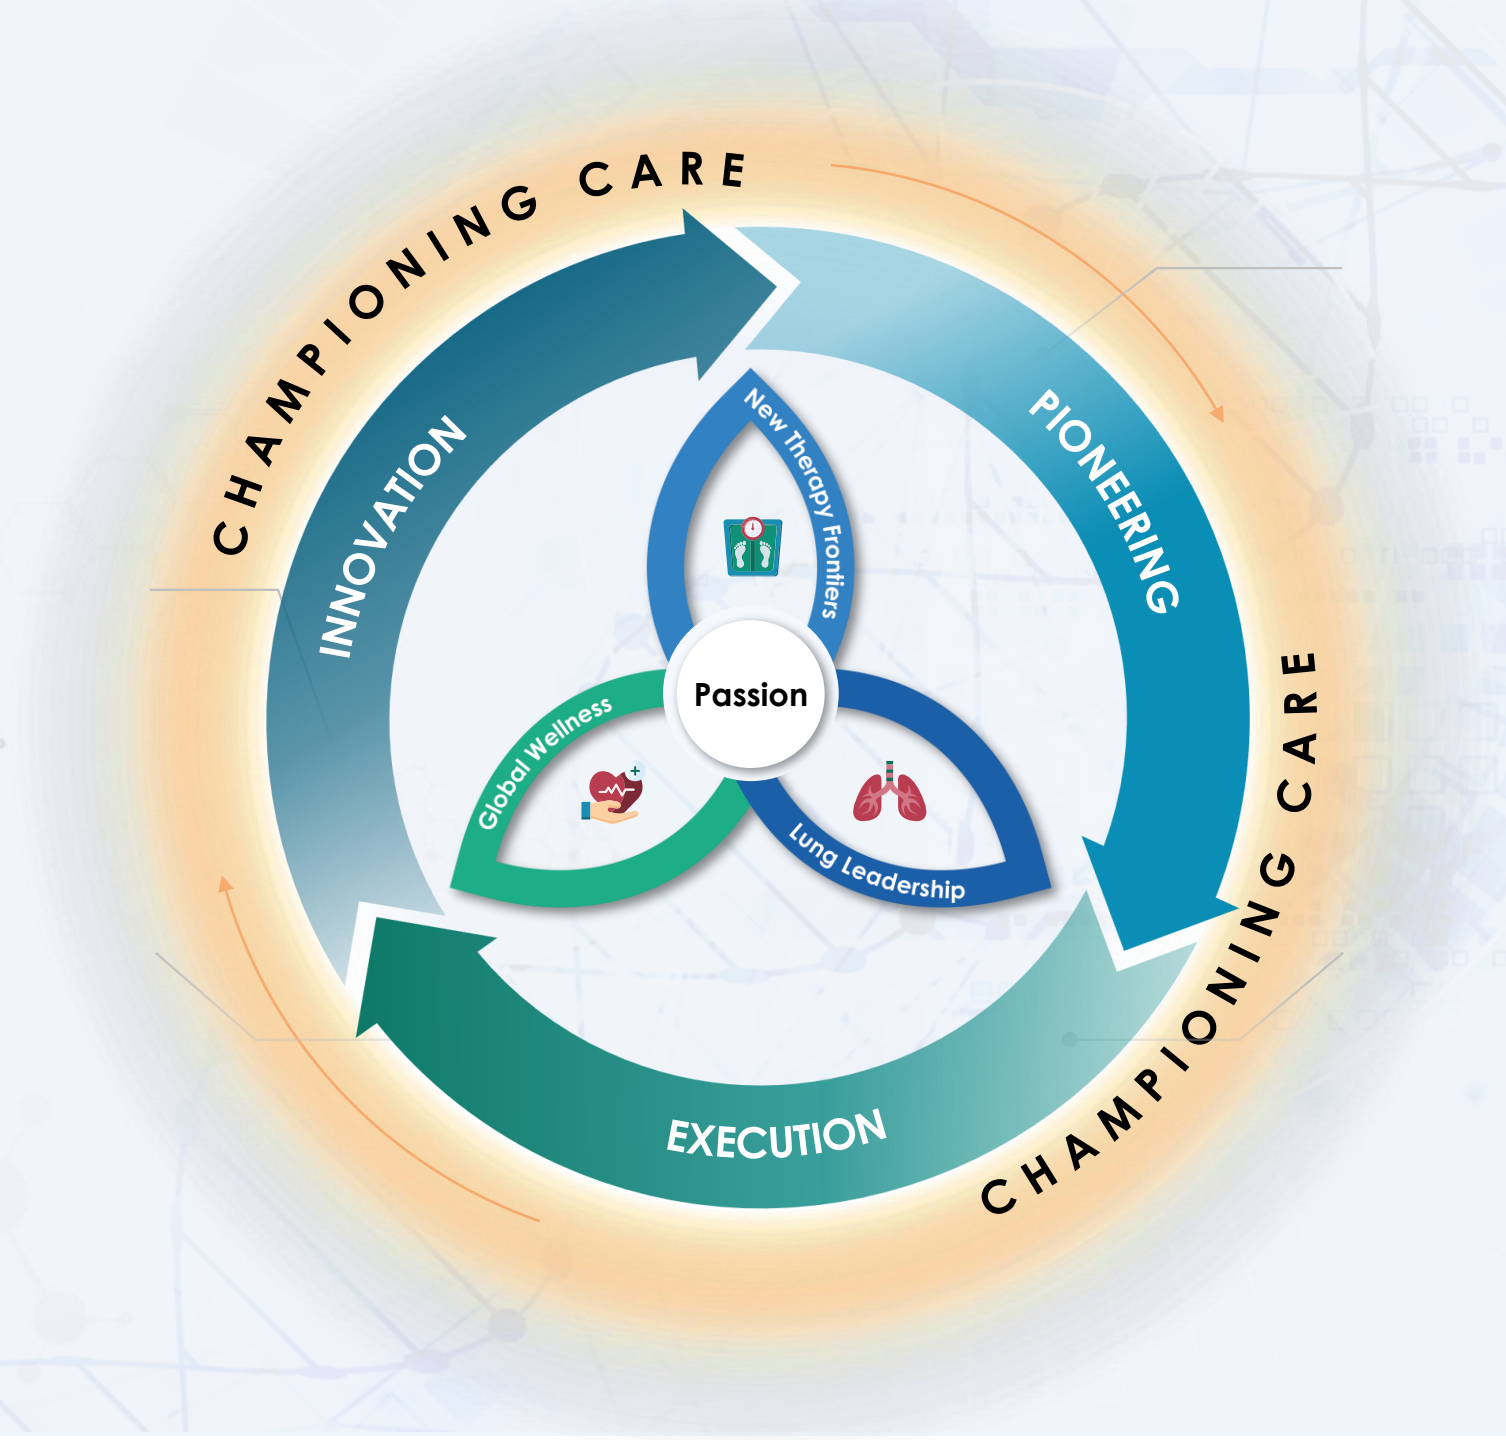 CHAMPIONING CARE
INNOVATION
PIONEERING
New Therapy Frontiers
Passion
Global Wellness
Lung Leadership
EXECUTION
CHAMPIONING CARE